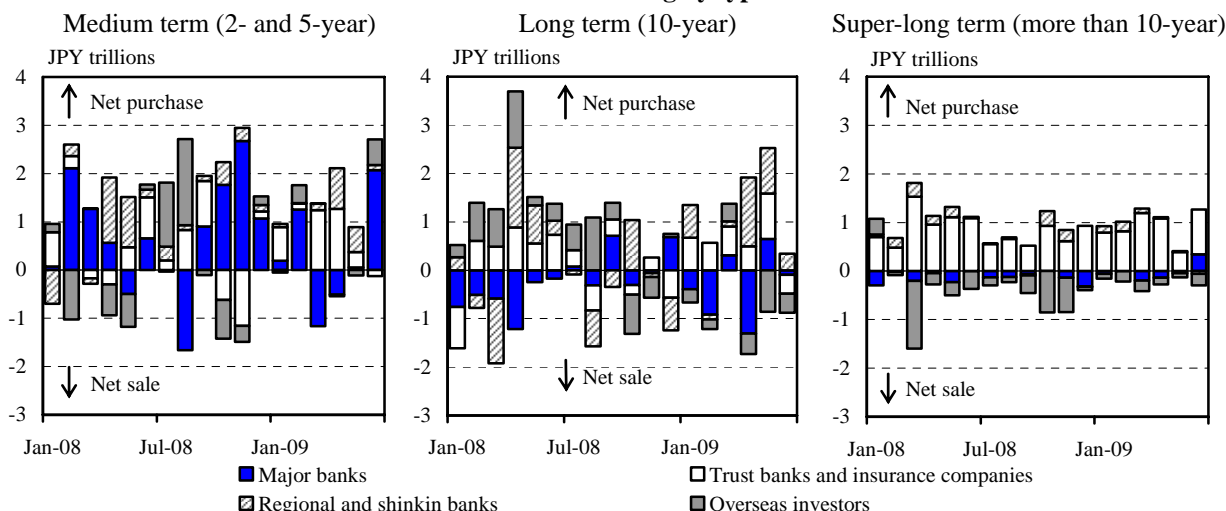 Medium term (2- and 5-year)
Long term (10-year)
Super-long term (more than 10-year)
JPY trillions
4
3
2
1
0
-1
-2
-3
Net purchase
Net sale
Jan-08
Jul-08
Jan-09
JPY trillions
4
3
2
1
0
-1
-2
-3
Net purchase
Net sale
Jan-08
Jul-08
Jan-09
JPY trillions
4
3
2
1
0
-1
-2
-3
Net purchase
Net sale
Jan-08
Jul-08
Jan-09
Major banks
Trust banks and insurance companies
Regional and shinkin banks
Overseas investors